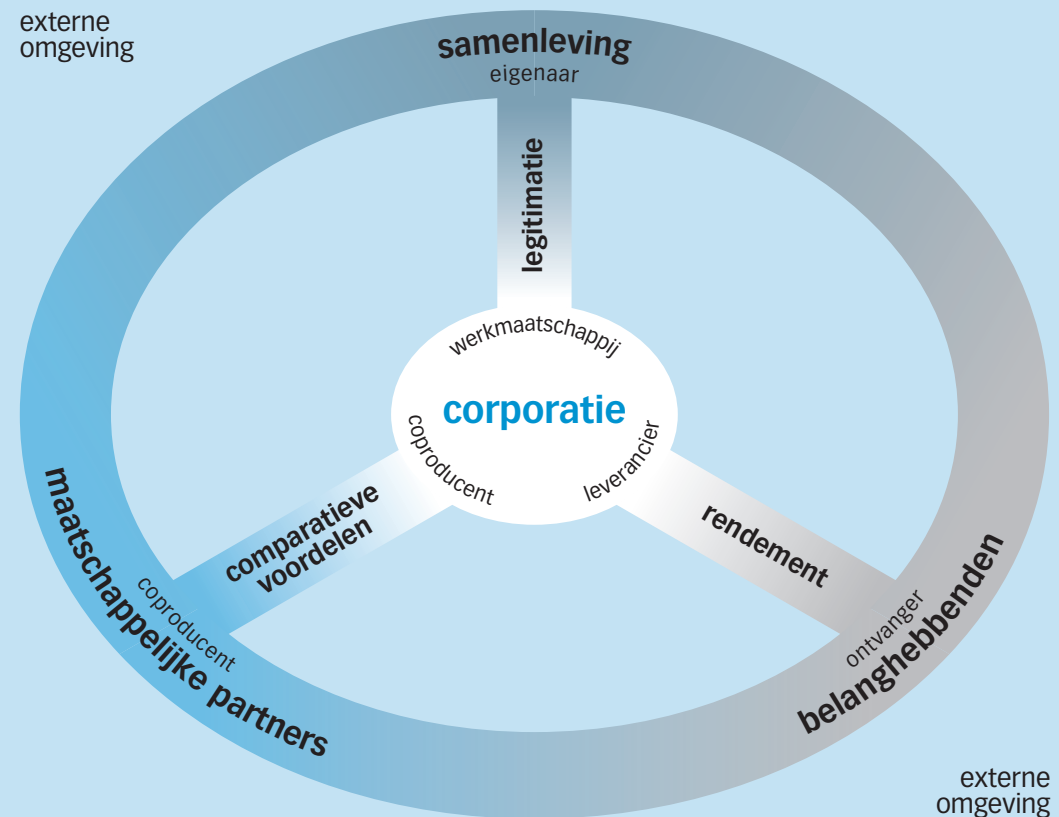 externe
omgeving
samenleving
eigenaar
legitimatie
werkmaatschappij
corporatie
coproducent
leverancier
comparatieve
voordelen
rendement
coproducent
maatschappelijke partners
ontvanger
belanghebbenden
externe
omgeving